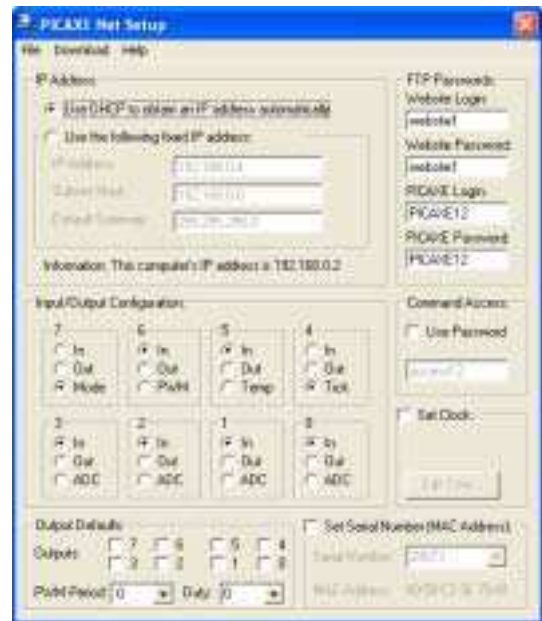 PICAXE Net Setup
File Download Help
IP Address
Use DHCP to obtain an IP address automatically
Use the following fixed IP address:
IP Address
Subnet Mask
Default Gateway
Information: This computer's IP address is 192.168.0.2
FTP Passwords
Website Login:
website1
Website Password:
website1
PICAXE Login:
PICAXE12
PICAXE Password:
PICAXE12
Input/Output Configuration
7
In
Out
Mode
6
In
Out
PWM
5
In
Out
Temp
4
In
Out
Tick
3
In
Out
ADC
2
In
Out
ADC
1
In
Out
ADC
0
In
Out
ADC
Command Access
Use Password
Set Clock
Output Defaults
Outputs 7 6 5 4
3 2 1 0
PWM Period 0 Duty 0
Set Serial Number (MAC Address)
Serial Number
MAC Address